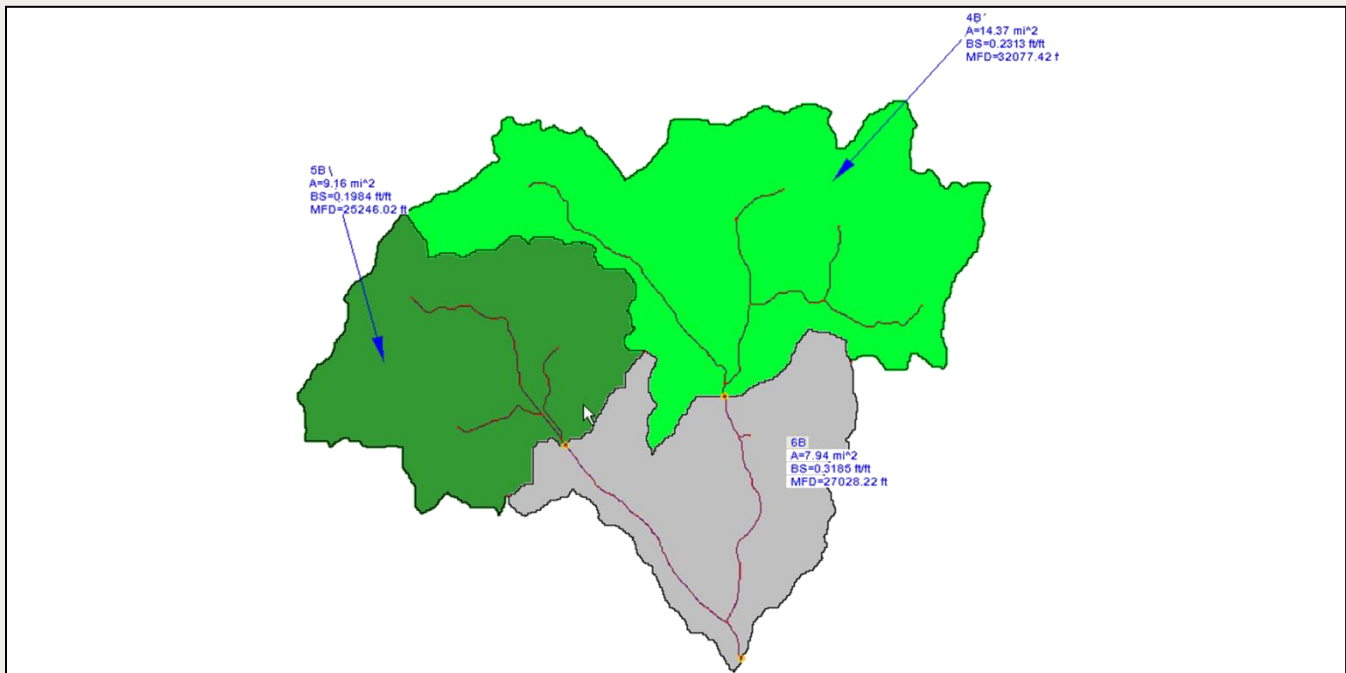 4B
A=14.37 mi^2
BS=0.2313 ft/ft
MFD=32077.42 f
5B \
A=9.16 mi^2
BS=0.1984 ft/ft
MFD=25246.02 ft
6B
A=7.94 mi^2
BS=0.3185 ft/ft
MFD=27028.22 ft